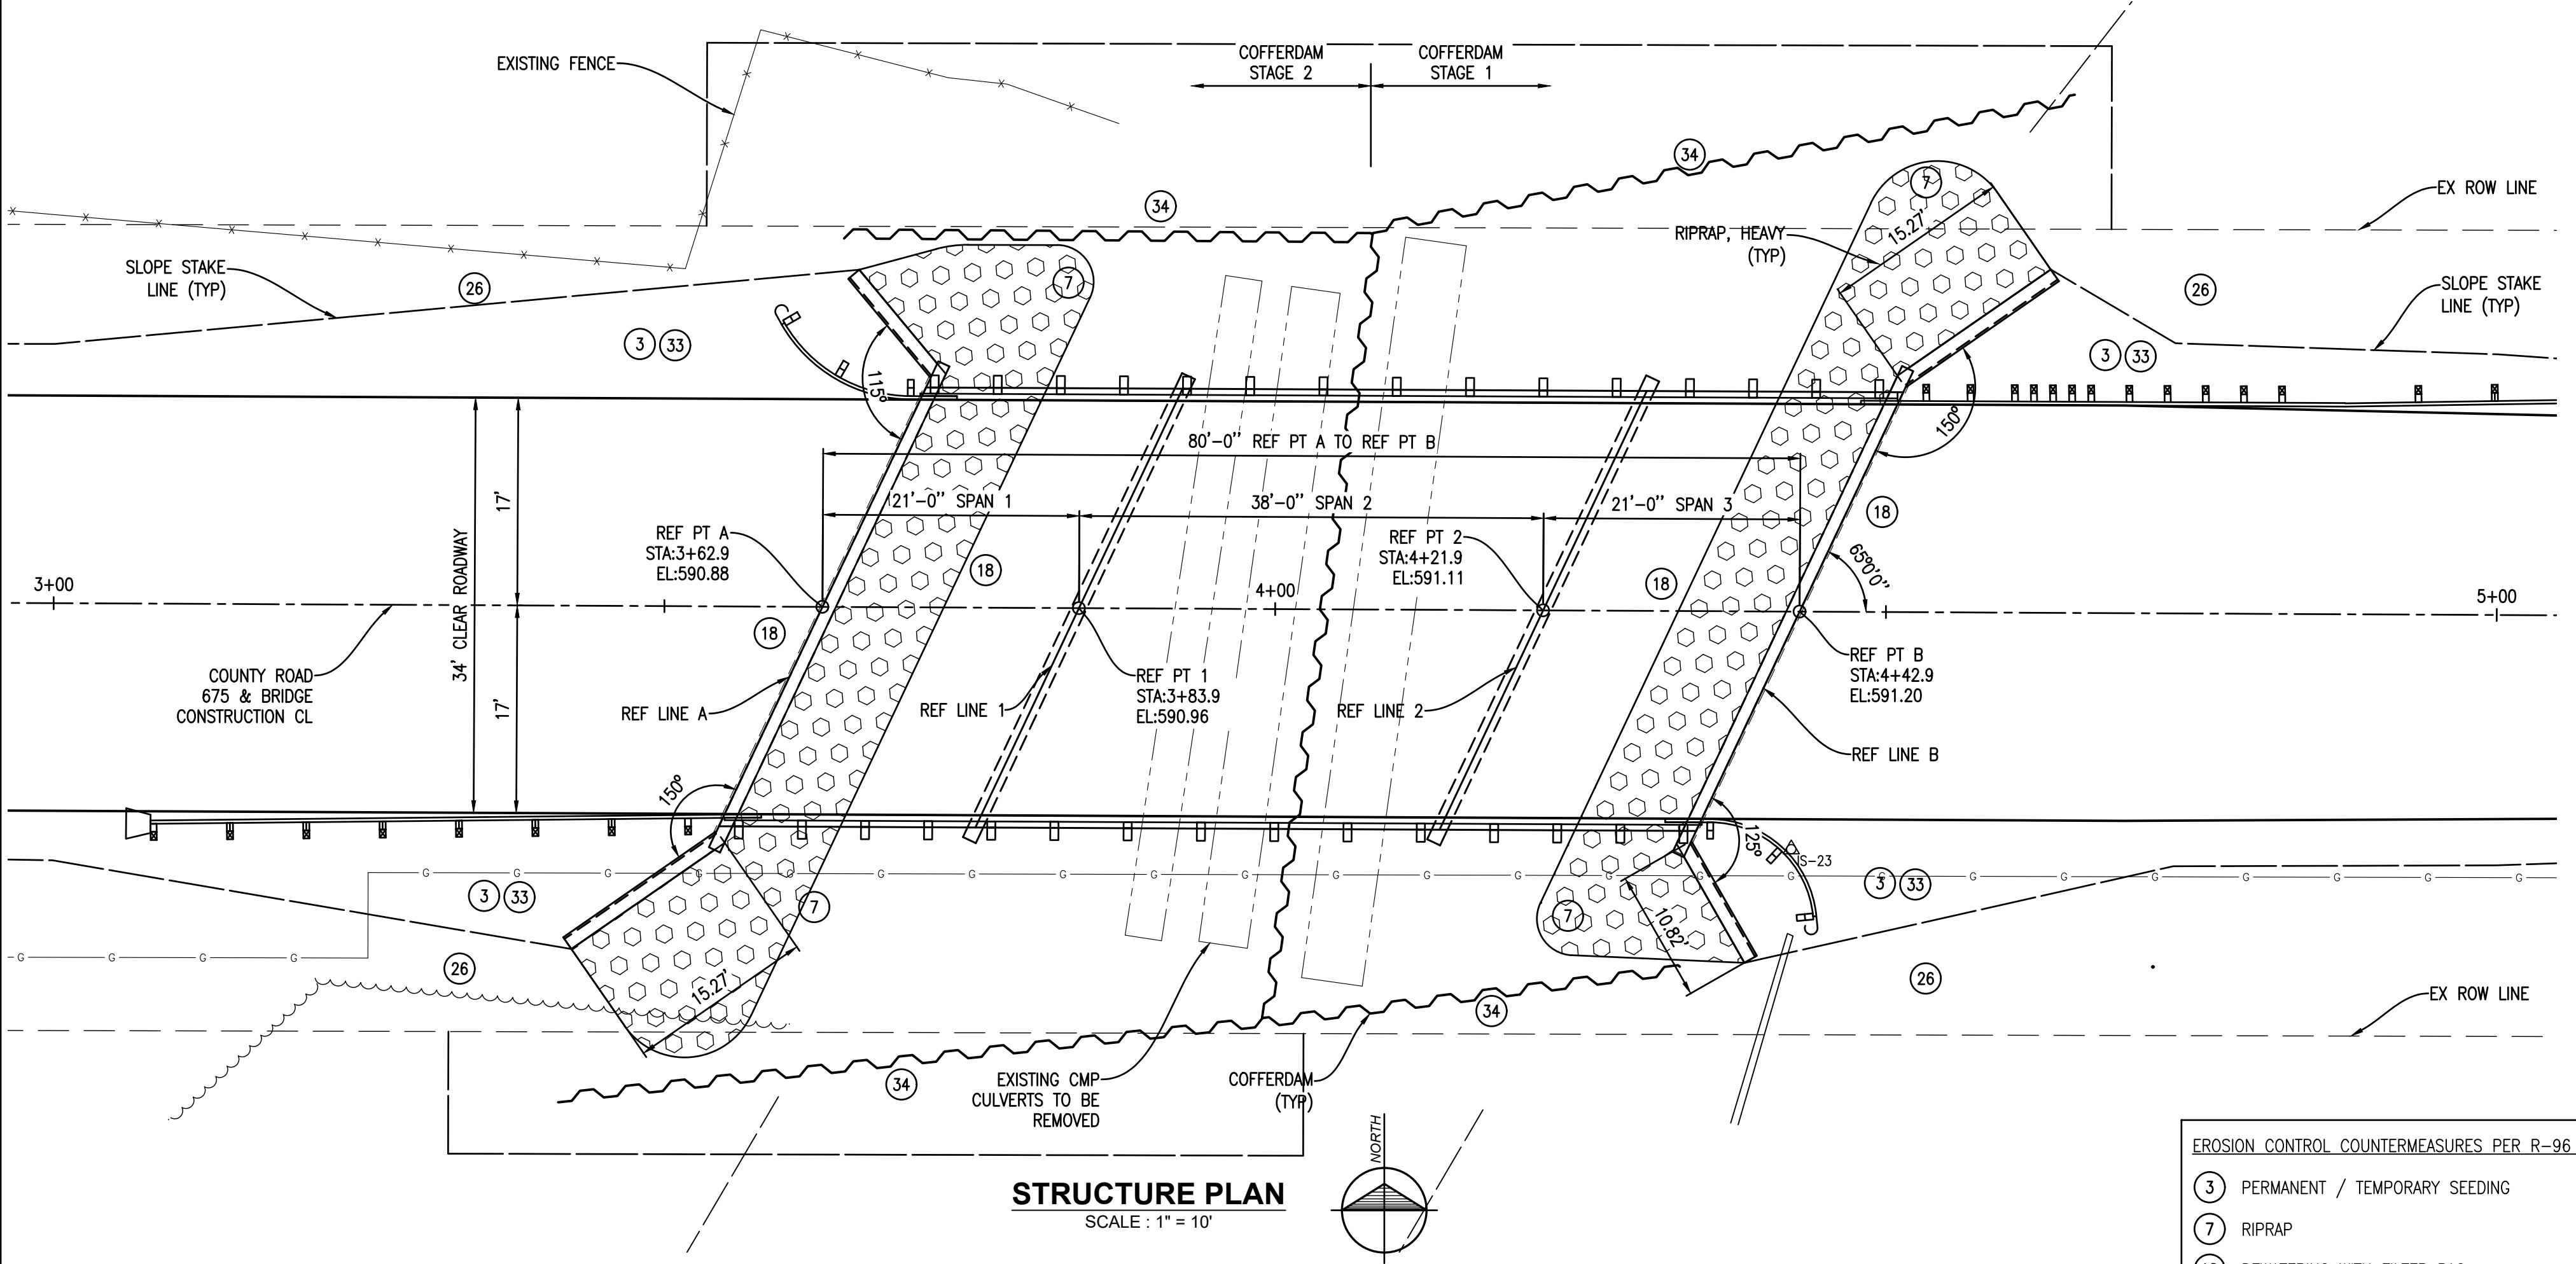 COFFERDAM
STAGE 2
COFFERDAM
STAGE 1
EXISTING FENCE
34
34
7
EX ROW LINE
RIPRAP, HEAVY
(TYP)
15.27'
SLOPE STAKE
LINE (TYP)
26
7
26
SLOPE STAKE
LINE (TYP)
3
33
3
33
115°
150°
80'-0" REF PT A TO REF PT B
21'-0" SPAN 1
38'-0" SPAN 2
21'-0" SPAN 3
17'
18
REF PT A
STA:3+62.9
EL:590.88
REF PT 2
STA:4+21.9
EL:591.11
18
18
65°0'0"
3+00
4+00
5+00
34' CLEAR ROADWAY
18
17'
COUNTY ROAD
675 & BRIDGE
CONSTRUCTION CL
REF LINE A
REF LINE 1
REF PT 1
STA:3+83.9
EL:590.96
REF LINE 2
REF PT B
STA:4+42.9
EL:591.20
REF LINE B
150°
125°
S-23
G G G G G G G G G G G G G G G G G G G G G G G G
3
33
3
33
7
7
10.82'
G G G G
26
26
15.27'
EX ROW LINE
34
34
EXISTING CMP
CULVERTS TO BE
REMOVED
COFFERDAM
(TYP)
NORTH
STRUCTURE PLAN
SCALE : 1" = 10'
EROSION CONTROL COUNTERMEASURES PER R-96
3 PERMANENT / TEMPORARY SEEDING
7 RIPRAP